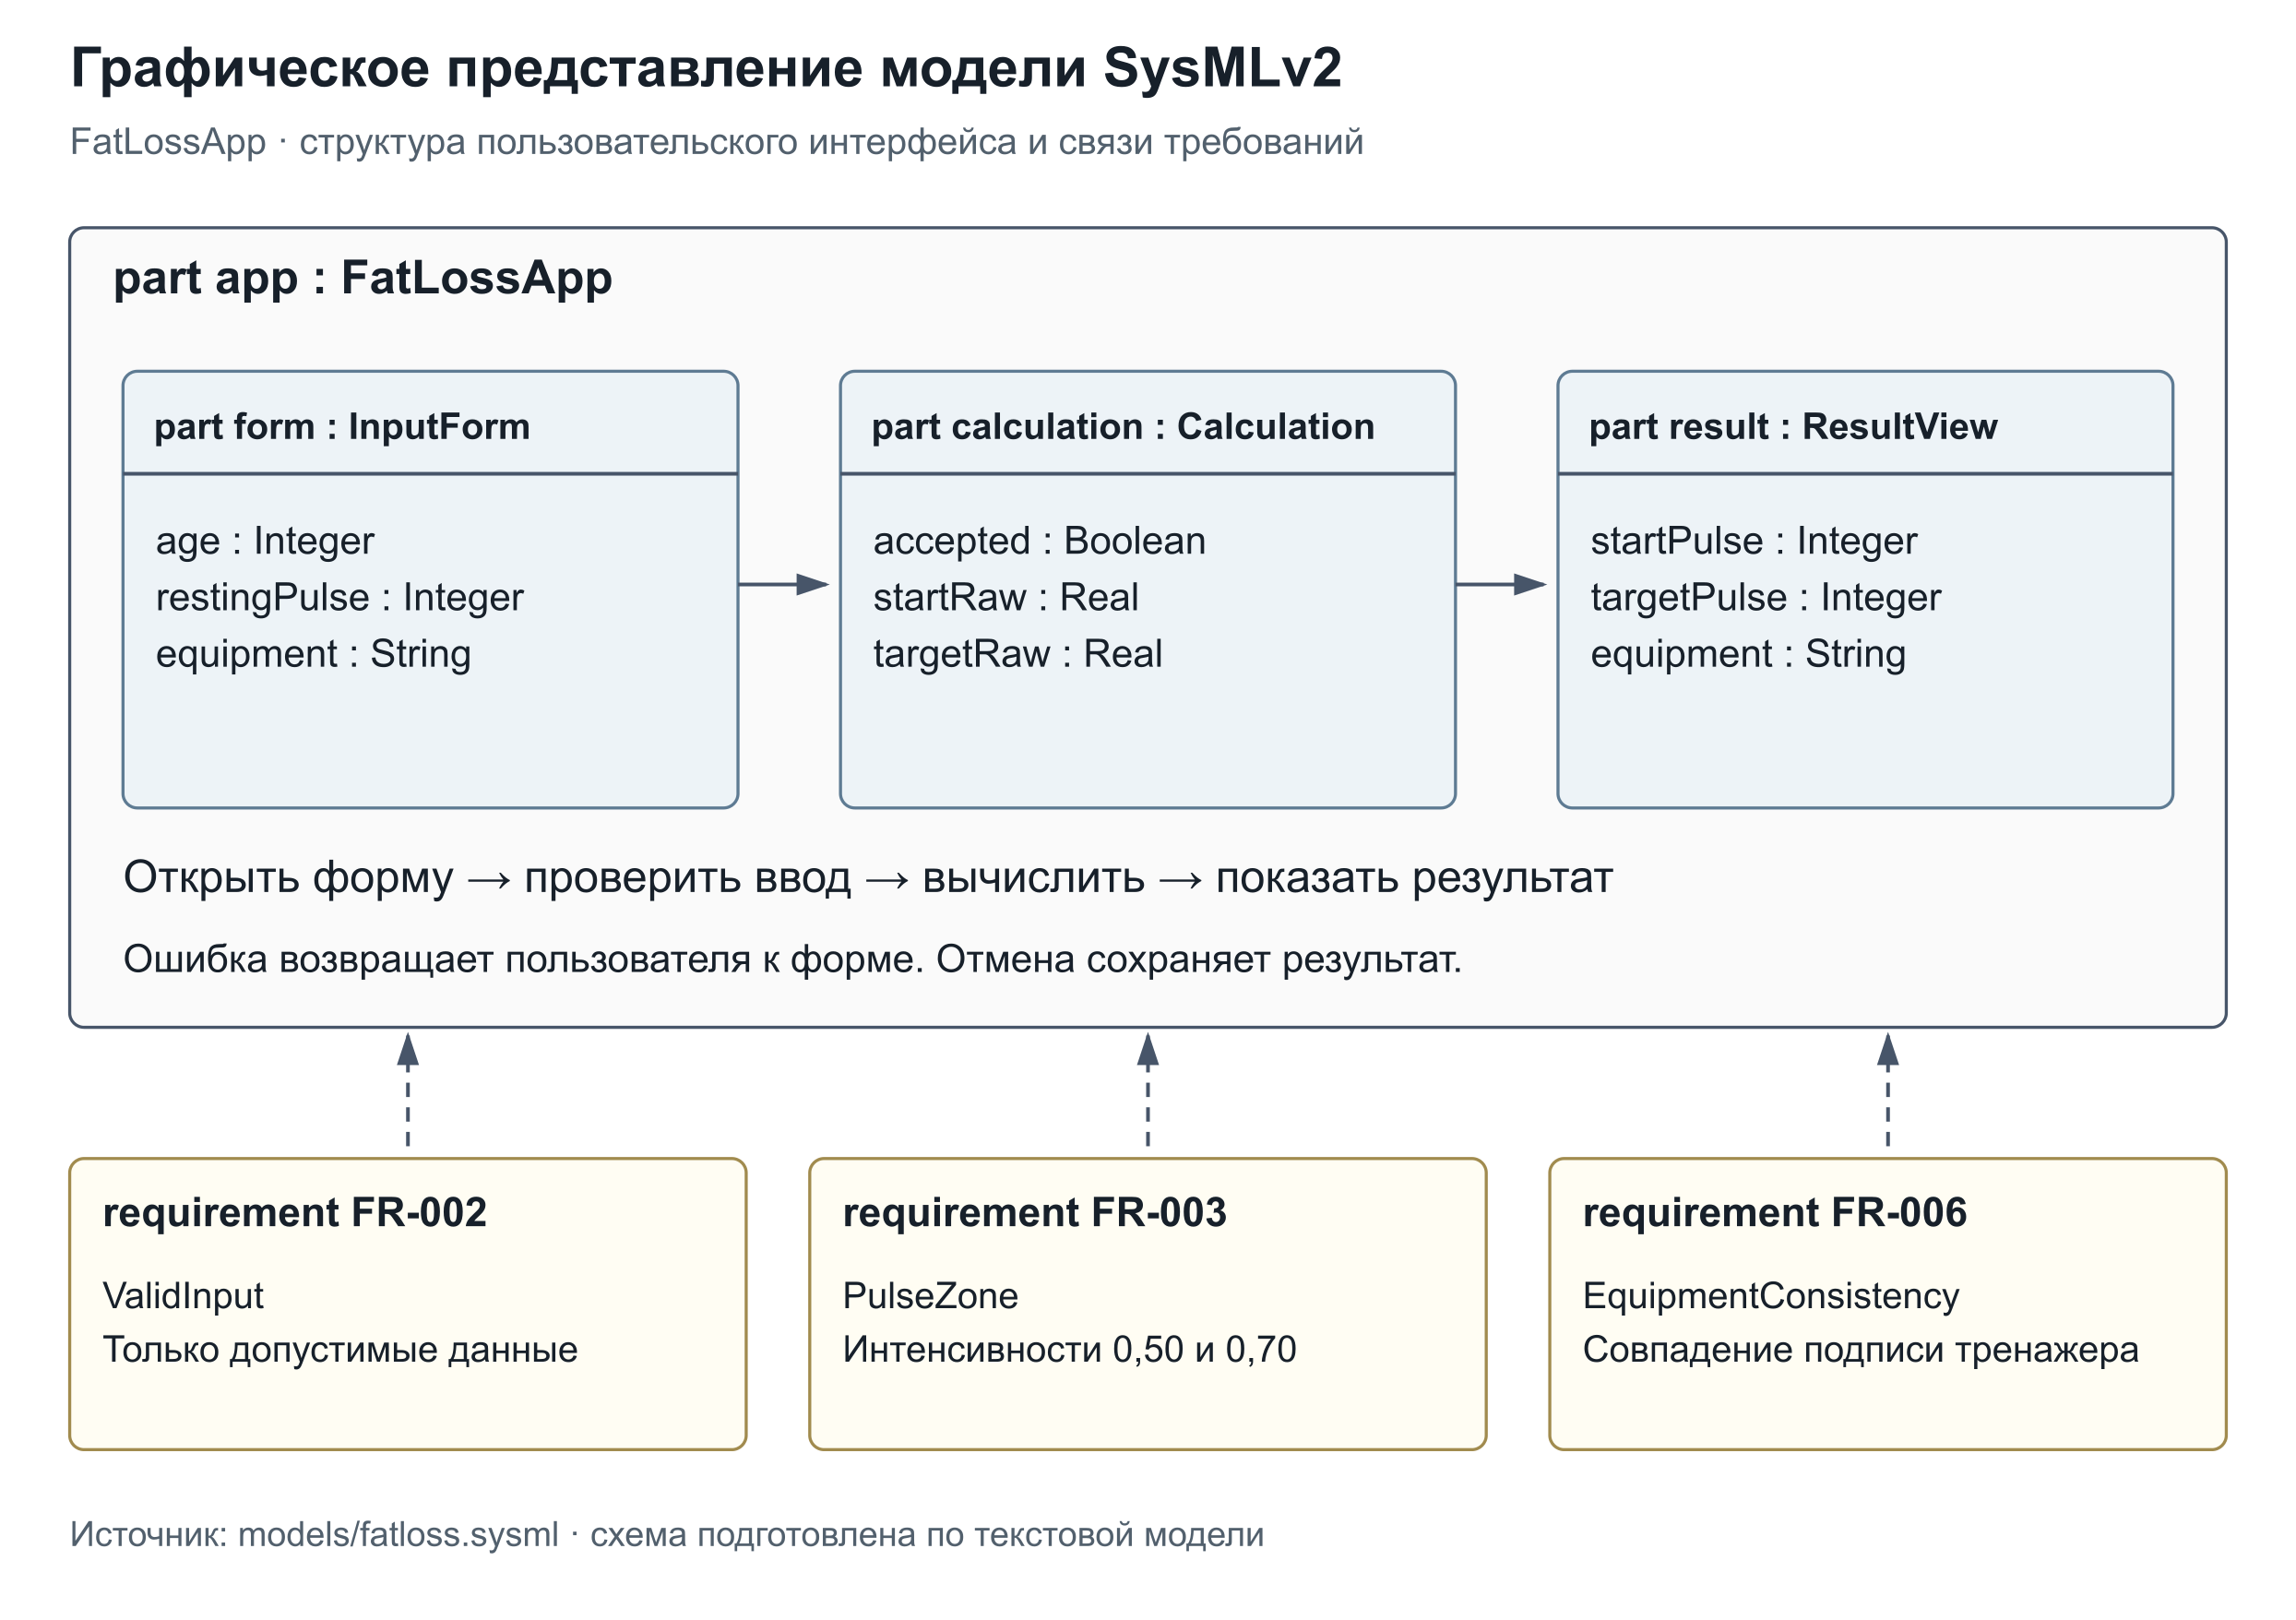 Графическое представление модели SysMLv2
FatLossApp · структура пользовательского интерфейса и связи требований
part app : FatLossApp
part form : InputForm
age : Integer
restingPulse : Integer
equipment : String
part calculation : Calculation
accepted : Boolean
startRaw : Real
targetRaw : Real
part result : ResultView
startPulse : Integer
targetPulse : Integer
equipment : String
Открыть форму → проверить ввод → вычислить → показать результат
Ошибка возвращает пользователя к форме. Отмена сохраняет результат.
requirement FR-002
ValidInput
Только допустимые данные
requirement FR-003
PulseZone
Интенсивности 0,50 и 0,70
requirement FR-006
EquipmentConsistency
Совпадение подписи тренажера
Источник: models/fatloss.sysml · схема подготовлена по текстовой модели